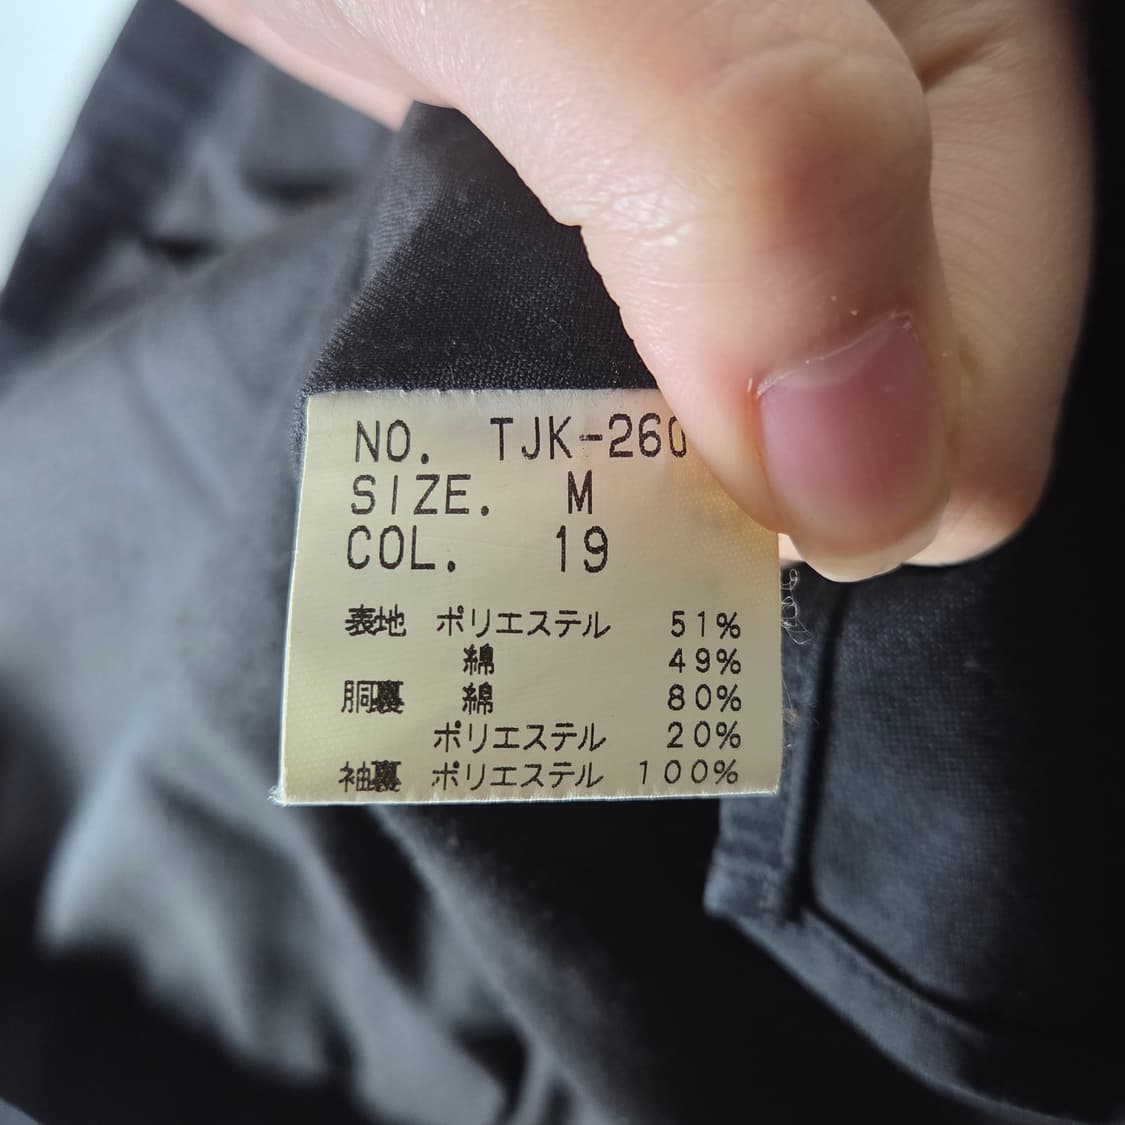 NO. TJK-260
SIZE. M
COL. 19
表地 ポリエステル 51%
綿 49%
胴裏 綿 80%
ポリエステル 20%
袖裏 ポリエステル 100%